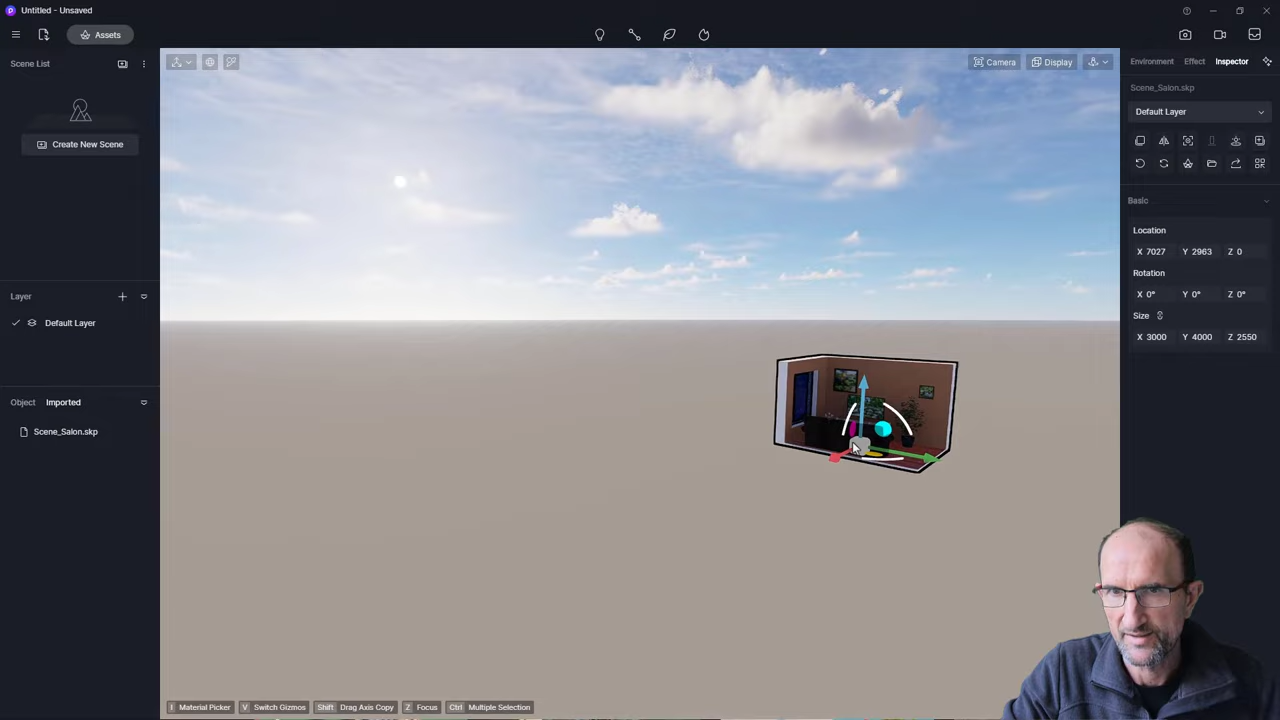 Untitled - Unsaved
Assets
Scene List
Create New Scene
Layer
Default Layer
Object Imported
Scene_Salon.skp
Camera Display
I Material Picker V Switch Gizmos Shift Drag Axis Copy Z Focus Ctrl Multiple Selection
Environment Effect Inspector
Scene_Salon.skp
Default Layer
Basic
Location
X 7027 Y 2963 Z 0
Rotation
X 0° Y 0° Z 0°
Size
X 3000 Y 4000 Z 2550